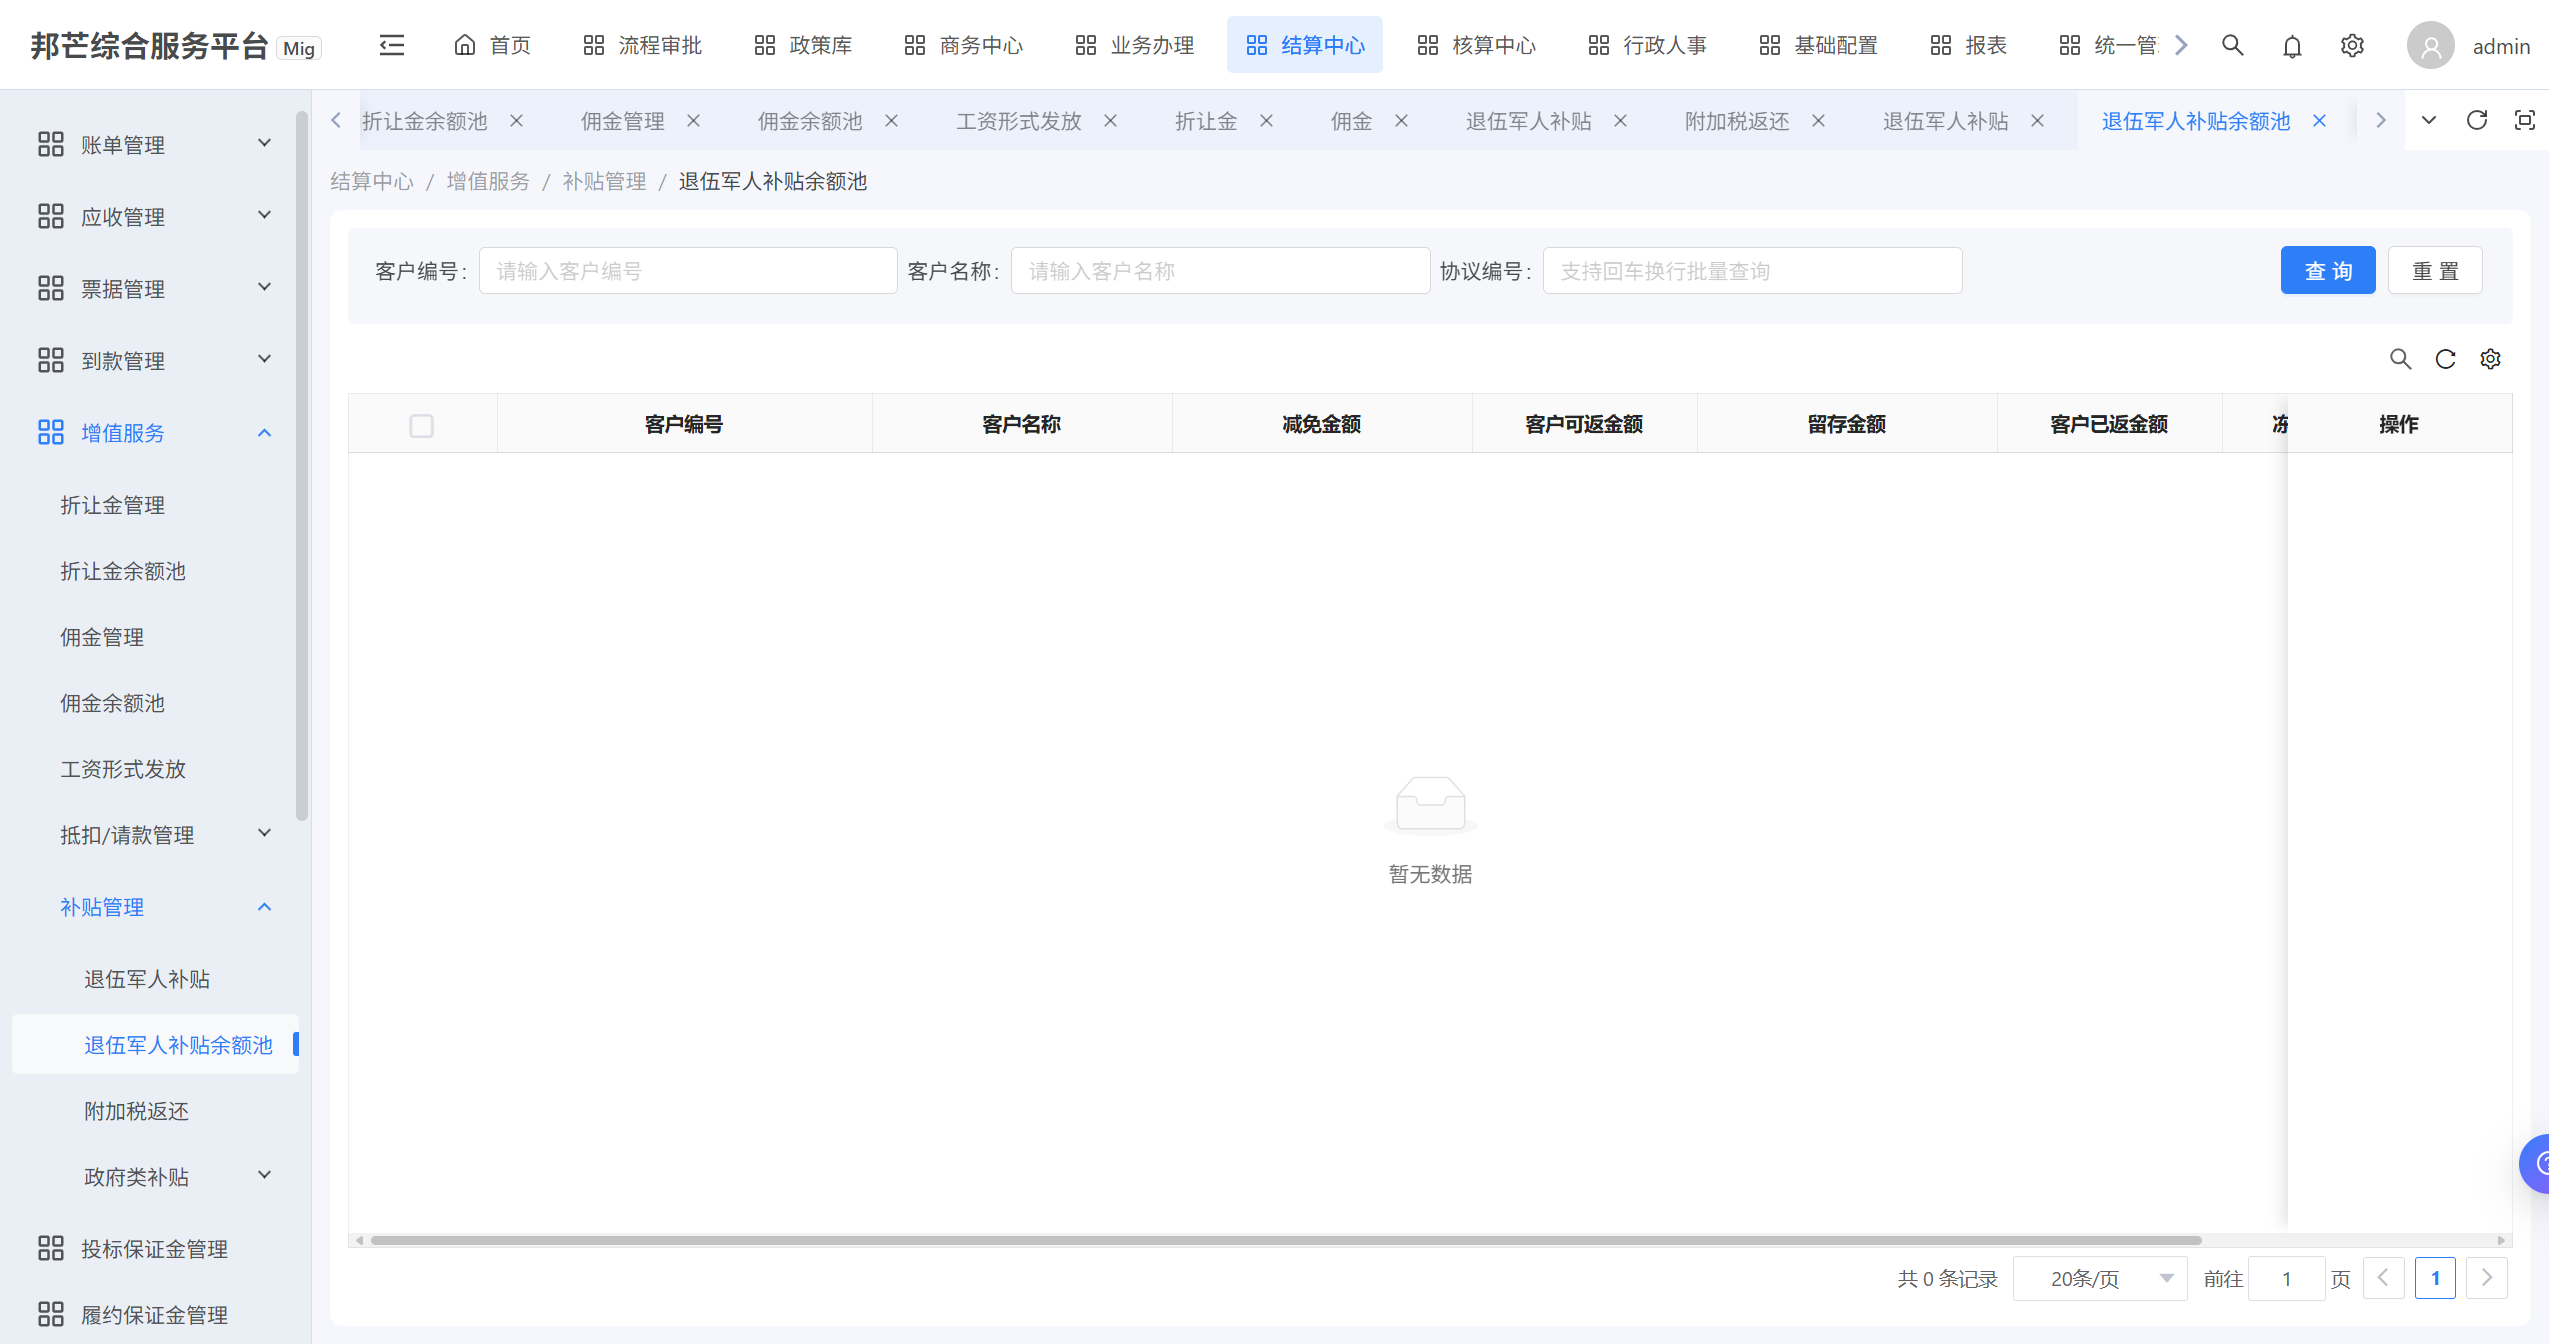 邦芒综合服务平台 Mig 首页 流程审批 政策库 商务中心 业务办理 结算中心 核算中心 行政人事 基础配置 报表 统一管 admin
折让金余额池 佣金管理 佣金余额池 工资形式发放 折让金 佣金 退伍军人补贴 附加税返还 退伍军人补贴 退伍军人补贴余额池
结算中心 / 增值服务 / 补贴管理 / 退伍军人补贴余额池
账单管理
应收管理
票据管理
到款管理
增值服务
折让金管理
折让金余额池
佣金管理
佣金余额池
工资形式发放
抵扣/请款管理
补贴管理
退伍军人补贴
退伍军人补贴余额池
附加税返还
政府类补贴
投标保证金管理
履约保证金管理
客户编号: 请输入客户编号 客户名称: 请输入客户名称 协议编号: 支持回车换行批量查询 查 询 重 置
客户编号 客户名称 减免金额 客户可返金额 留存金额 客户已返金额 冻 操作
暂无数据
共 0 条记录 20条/页 前往 1 页 1